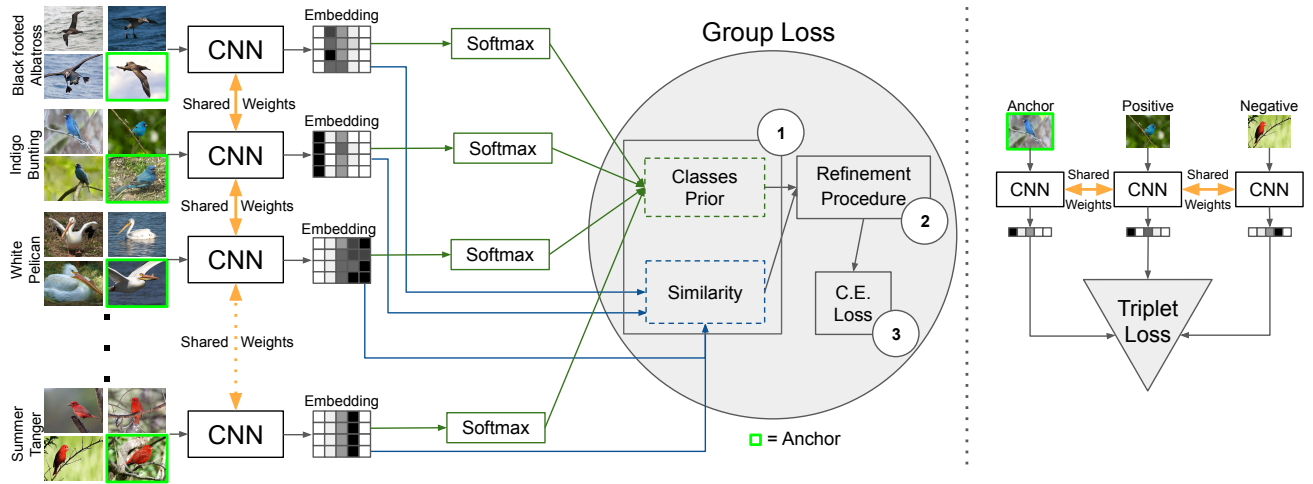 Black footed
Albatross
CNN
Embedding
Softmax
Shared Weights
Indigo
Bunting
CNN
Embedding
Softmax
Shared Weights
White
Pelican
CNN
Embedding
Softmax
Shared Weights
Summer
Tanger
CNN
Embedding
Softmax
Group Loss
1
Classes
Prior
Refinement
Procedure
2
Similarity
C.E.
Loss
3
= Anchor
Anchor
Positive
Negative
CNN
Shared
Weights
CNN
Shared
Weights
CNN
Triplet
Loss